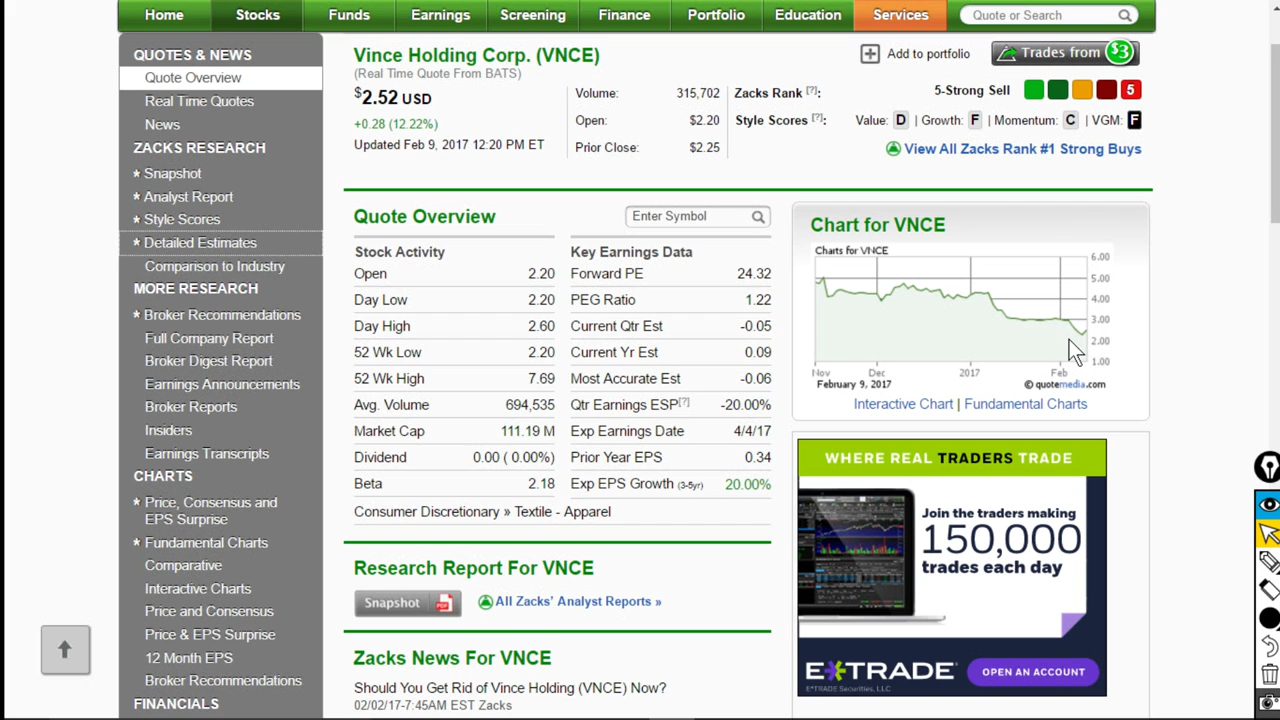 Home Stocks Funds Earnings Screening Finance Portfolio Education Services Quote or Search
QUOTES & NEWS
Quote Overview
Real Time Quotes
News
ZACKS RESEARCH
* Snapshot
* Analyst Report
* Style Scores
* Detailed Estimates
Comparison to Industry
MORE RESEARCH
* Broker Recommendations
Full Company Report
Broker Digest Report
Earnings Announcements
Broker Reports
Insiders
Earnings Transcripts
CHARTS
* Price, Consensus and
EPS Surprise
* Fundamental Charts
Comparative
Interactive Charts
Consensus
Price & EPS Surprise
12 Month EPS
Broker Recommendations
FINANCIALS
Vince Holding Corp. (VNCE)
(Real Time Quote From BATS)
$2.52 USD
+0.28 (12.22%)
Updated Feb 9, 2017 12:20 PM ET
Volume: 315,702
Open: $2.20
Prior Close: $2.25
Add to portfolio
Trades from $3
Zacks Rank [?]: 5-Strong Sell 5
Style Scores [?]: Value: D | Growth: F | Momentum: C | VGM: F
View All Zacks Rank #1 Strong Buys
Quote Overview
Enter Symbol
Stock Activity
Open 2.20
Day Low 2.20
Day High 2.60
52 Wk Low 2.20
52 Wk High 7.69
Avg. Volume 694,535
Market Cap 111.19 M
Dividend 0.00 ( 0.00%)
Beta 2.18
Key Earnings Data
Forward PE 24.32
PEG Ratio 1.22
Current Qtr Est -0.05
Current Yr Est 0.09
Most Accurate Est -0.06
Qtr Earnings ESP[?] -20.00%
Exp Earnings Date 4/4/17
Prior Year EPS 0.34
Exp EPS Growth (3-5yr) 20.00%
Consumer Discretionary » Textile - Apparel
Research Report For VNCE
Snapshot
All Zacks' Analyst Reports »
Zacks News For VNCE
Should You Get Rid of Vince Holding (VNCE) Now?
02/02/17-7:45AM EST Zacks
Chart for VNCE
Charts for VNCE
6.00
5.00
4.00
3.00
2.00
1.00
Nov Dec 2017 Feb
February 9, 2017 © quotemedia.com
Interactive Chart | Fundamental Charts
WHERE REAL TRADERS TRADE
Join the traders making
150,000
trades each day
E*TRADE
OPEN AN ACCOUNT
E*TRADE Securities, LLC